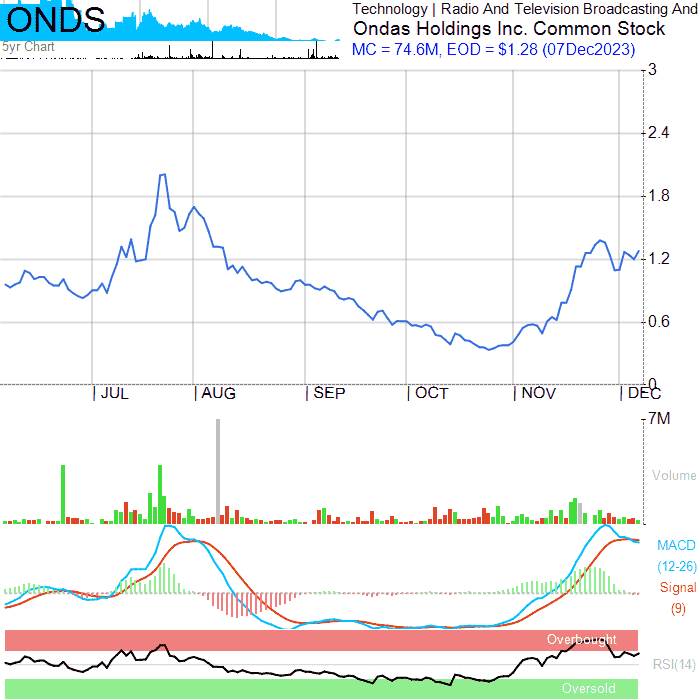 ONDS
5yr Chart
Technology | Radio And Television Broadcasting And
Ondas Holdings Inc. Common Stock
MC = 74.6M, EOD = $1.28 (07Dec2023)
3
2.4
1.8
1.2
0.6
0
JUL AUG SEP OCT NOV DEC
7M
Volume
MACD
(12-26)
Signal
(9)
Overbought
RSI(14)
Oversold